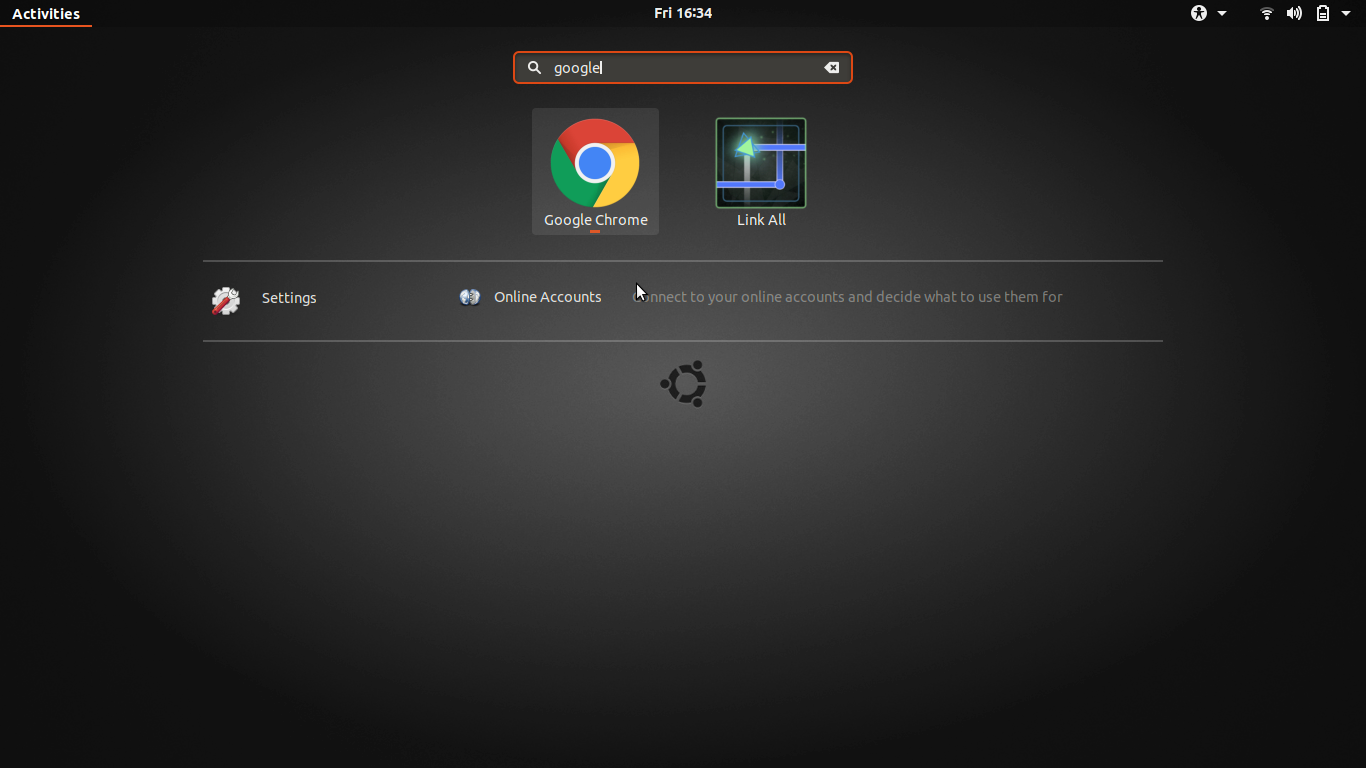 Activities
Fri 16:34
google
Google Chrome
Link All
Settings
Online Accounts
onnect to your online accounts and decide what to use them for